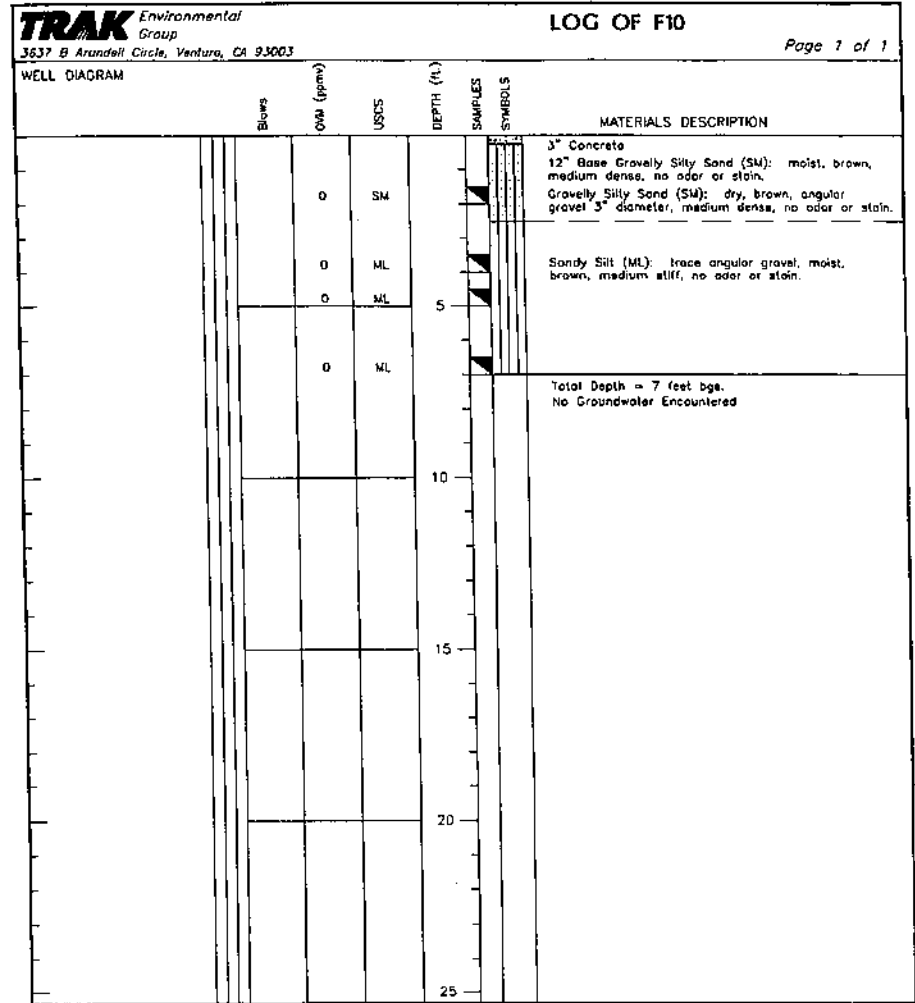 TRAK Environmental Group
3637 B Arundell Circle, Ventura, CA 93003
LOG OF F10
Page 1 of 1
WELL DIAGRAM
Blows
OVM (ppmv)
USCS
DEPTH (ft.)
SAMPLES
SYMBOLS
MATERIALS DESCRIPTION
3" Concrete
12" Base Gravelly Silty Sand (SM): moist, brown,
medium dense, no odor or stain.
0 SM
Gravelly Silty Sand (SM): dry, brown, angular
gravel 3" diameter, medium dense, no odor or stain.
0 ML
Sandy Silt (ML): trace angular gravel, moist,
brown, medium stiff, no odor or stain.
0 ML
5
0 ML
Total Depth = 7 feet bgs.
No Groundwater Encountered
10
15
20
25